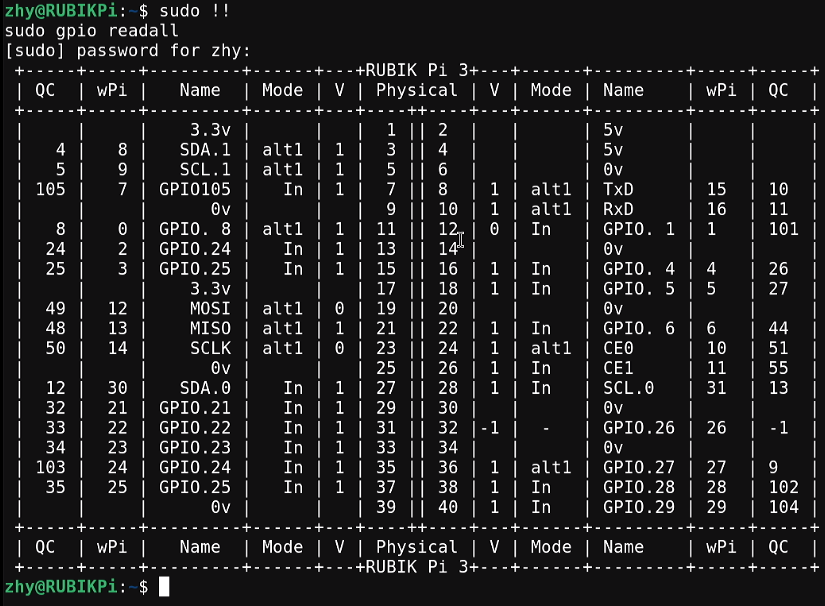 zhy@RUBIKPi:~$ sudo !!
sudo gpio readall
[sudo] password for zhy:
 +-----+-----+---------+------+---+RUBIK Pi 3+---+------+---------+-----+-----+
 | QC  | wPi |   Name  | Mode | V | Physical | V | Mode | Name    | wPi | QC  |
 +-----+-----+---------+------+---+----++----+---+------+---------+-----+-----+
 |     |     |    3.3v |      |   |  1 || 2  |   |      | 5v      |     |     |
 |   4 |   8 |   SDA.1 | alt1 | 1 |  3 || 4  |   |      | 5v      |     |     |
 |   5 |   9 |   SCL.1 | alt1 | 1 |  5 || 6  |   |      | 0v      |     |     |
 | 105 |   7 | GPIO105 |   In | 1 |  7 || 8  | 1 | alt1 | TxD     | 15  | 10  |
 |     |     |      0v |      |   |  9 || 10 | 1 | alt1 | RxD     | 16  | 11  |
 |   8 |   0 | GPIO. 8 | alt1 | 1 | 11 || 12 | 0 | In   | GPIO. 1 | 1   | 101 |
 |  24 |   2 | GPIO.24 |   In | 1 | 13 || 14 |   |      | 0v      |     |     |
 |  25 |   3 | GPIO.25 |   In | 1 | 15 || 16 | 1 | In   | GPIO. 4 | 4   | 26  |
 |     |     |    3.3v |      |   | 17 || 18 | 1 | In   | GPIO. 5 | 5   | 27  |
 |  49 |  12 |    MOSI | alt1 | 0 | 19 || 20 |   |      | 0v      |     |     |
 |  48 |  13 |    MISO | alt1 | 1 | 21 || 22 | 1 | In   | GPIO. 6 | 6   | 44  |
 |  50 |  14 |    SCLK | alt1 | 0 | 23 || 24 | 1 | alt1 | CE0     | 10  | 51  |
 |     |     |      0v |      |   | 25 || 26 | 1 | In   | CE1     | 11  | 55  |
 |  12 |  30 |   SDA.0 |   In | 1 | 27 || 28 | 1 | In   | SCL.0   | 31  | 13  |
 |  32 |  21 | GPIO.21 |   In | 1 | 29 || 30 |   |      | 0v      |     |     |
 |  33 |  22 | GPIO.22 |   In | 1 | 31 || 32 |-1 |  -   | GPIO.26 | 26  | -1  |
 |  34 |  23 | GPIO.23 |   In | 1 | 33 || 34 |   |      | 0v      |     |     |
 | 103 |  24 | GPIO.24 |   In | 1 | 35 || 36 | 1 | alt1 | GPIO.27 | 27  | 9   |
 |  35 |  25 | GPIO.25 |   In | 1 | 37 || 38 | 1 | In   | GPIO.28 | 28  | 102 |
 |     |     |      0v |      |   | 39 || 40 | 1 | In   | GPIO.29 | 29  | 104 |
 +-----+-----+---------+------+---+----++----+---+------+---------+-----+-----+
 | QC  | wPi |   Name  | Mode | V | Physical | V | Mode | Name    | wPi | QC  |
 +-----+-----+---------+------+---+RUBIK Pi 3+---+------+---------+-----+-----+
zhy@RUBIKPi:~$